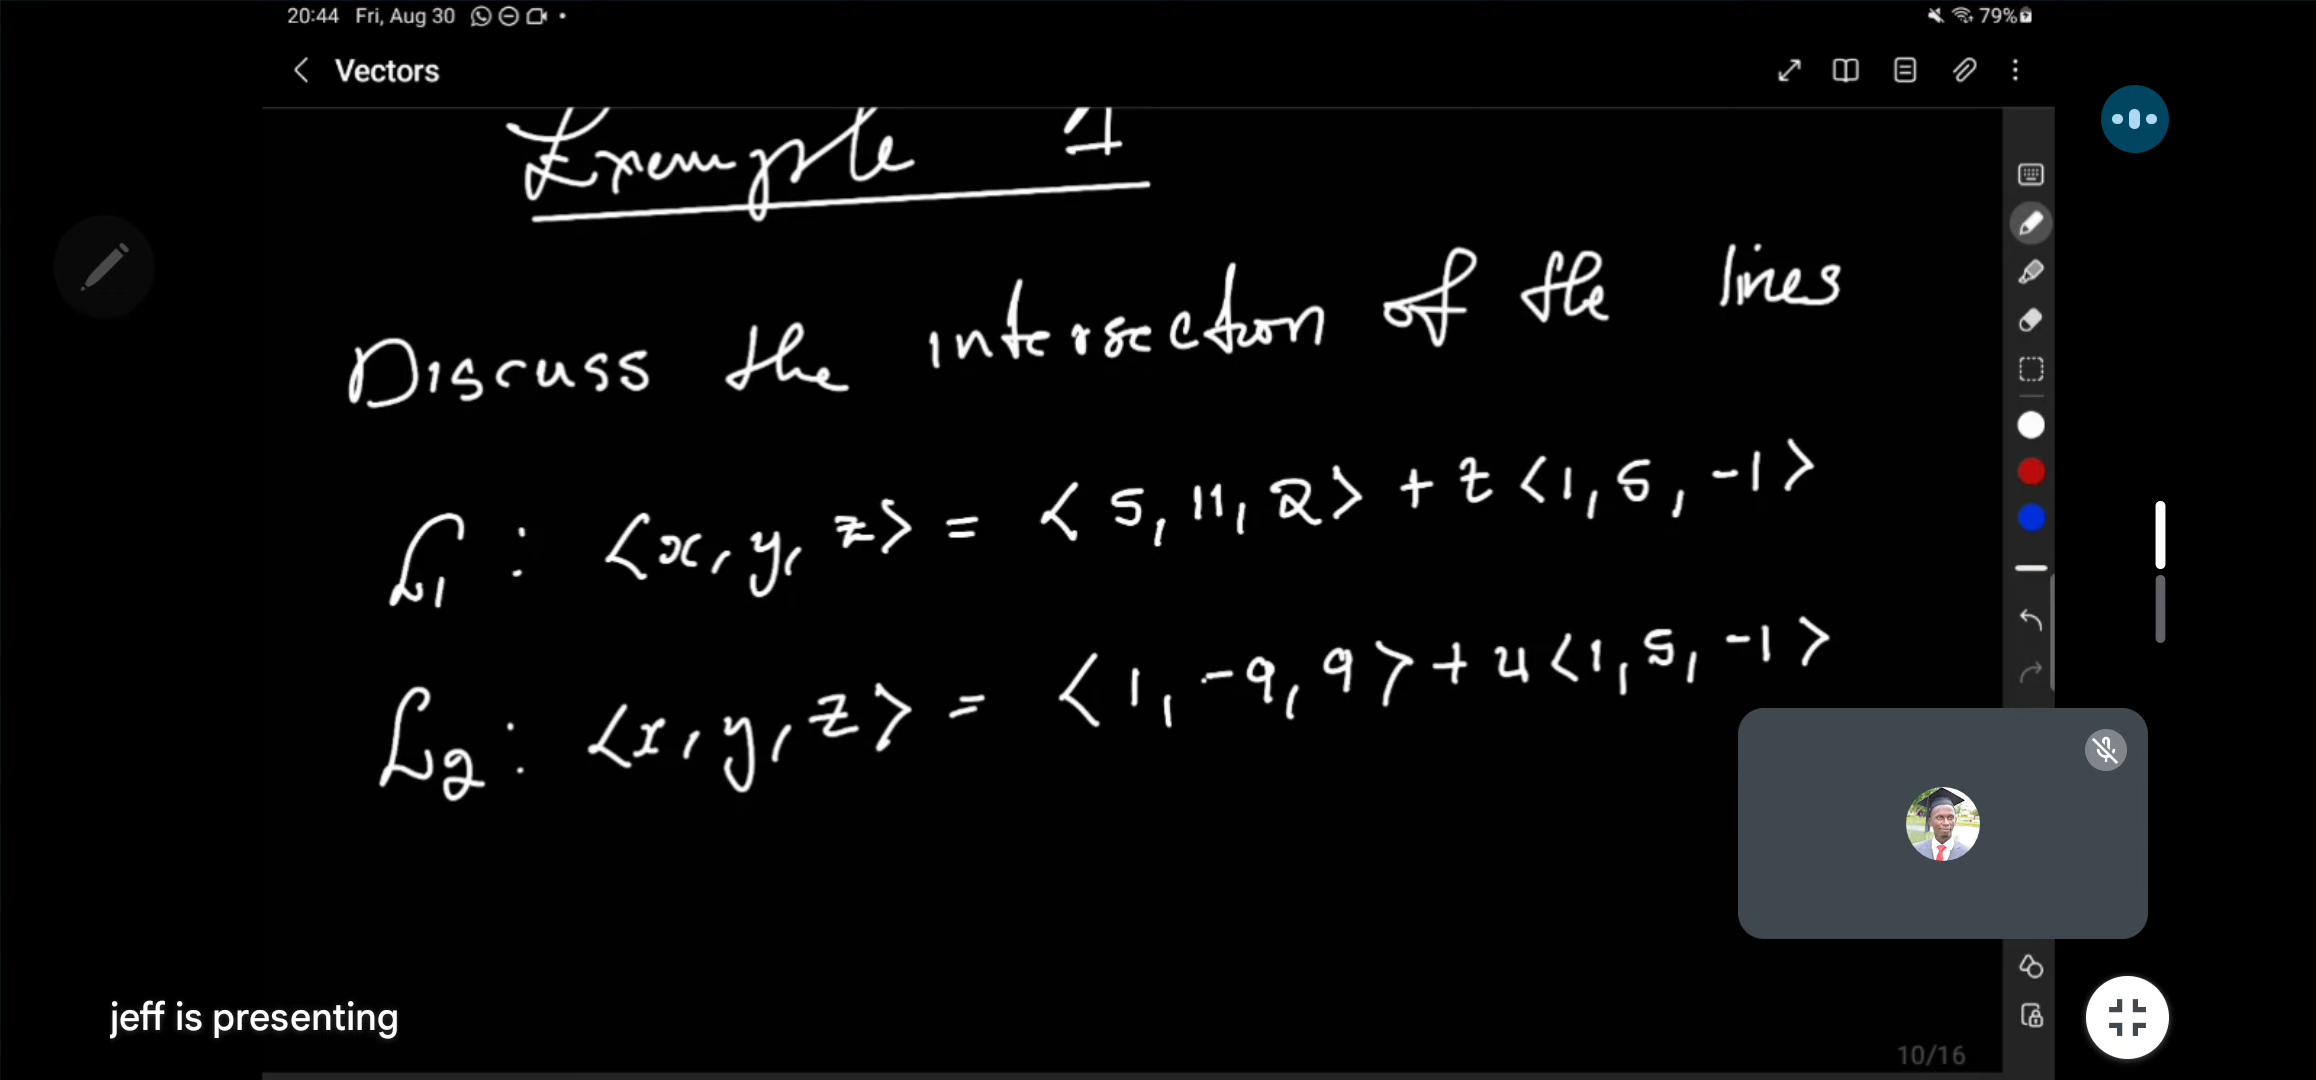 20:44 Fri, Aug 30 79%
Vectors
Example 1
Discuss the intersection of the lines
L1 : <x, y, z> = < 5, 11, 2> + t <1, 5, -1 >
L2 : <x, y, z> = < 1, -9, 9 > + u <1, 5, -1 >
jeff is presenting
10/16